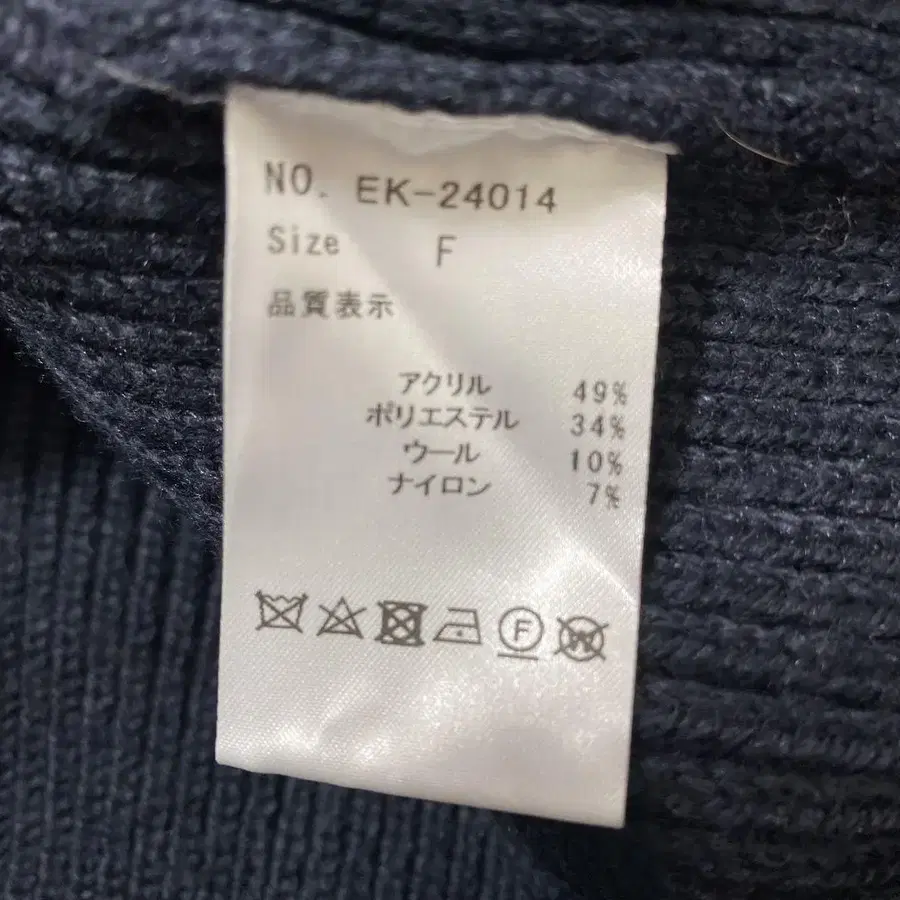 NO. EK-24014
Size F
品質表示
アクリル 49%
ポリエステル 34%
ウール 10%
ナイロン 7%
F
W